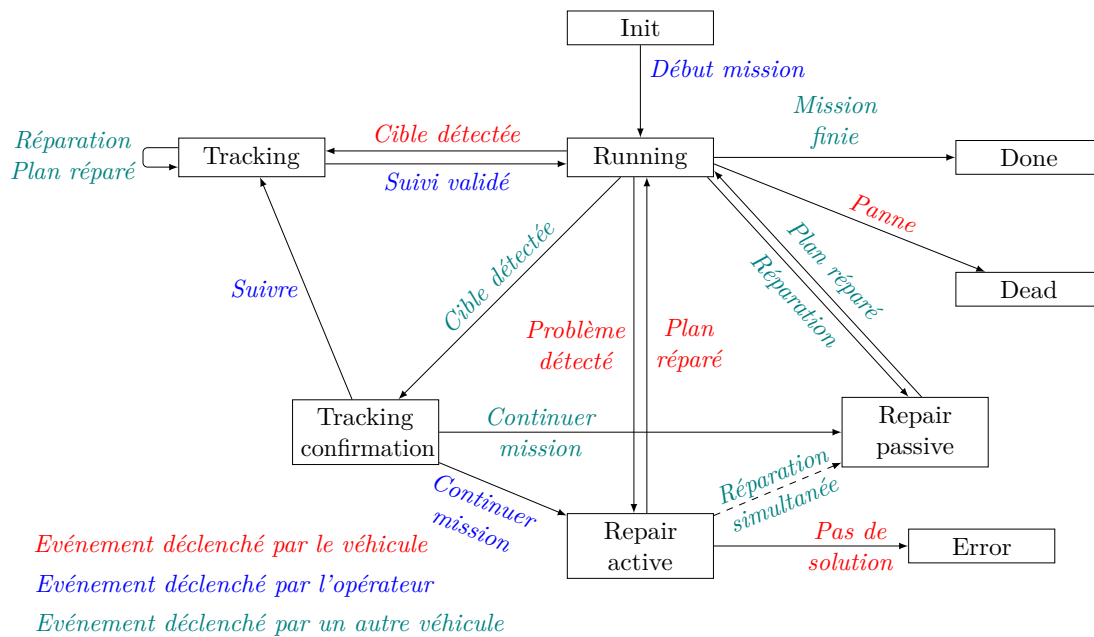 Init
Début mission
Réparation
Plan réparé
Tracking
Cible détectée
Suivi validé
Running
Mission
finie
Done
Panne
Dead
Suivre
Cible détectée
Problème
détecté
Plan
réparé
Plan réparé
Réparation
Tracking
confirmation
Continuer
mission
Repair
passive
Continuer
mission
Réparation
simultanée
Repair
active
Pas de
solution
Error
Evénement déclenché par le véhicule
Evénement déclenché par l'opérateur
Evénement déclenché par un autre véhicule